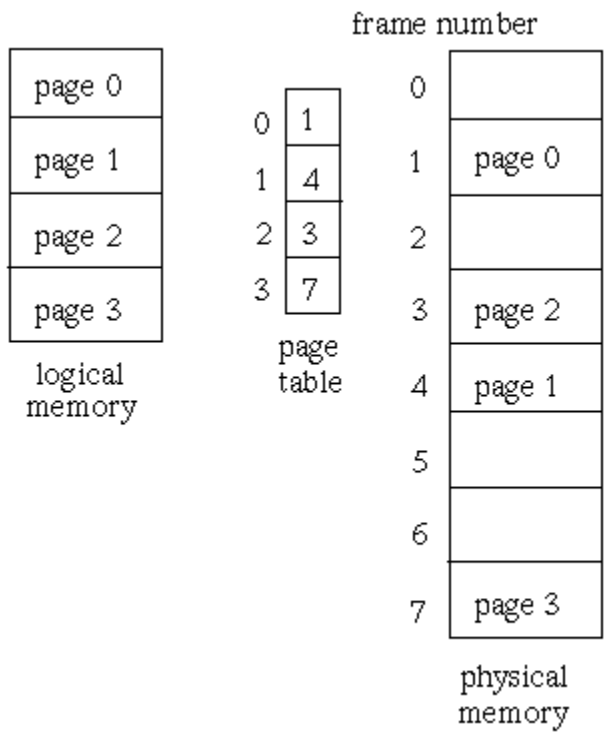 frame number
page 0
page 1
page 2
page 3
logical
memory
0 1
1 4
2 3
3 7
page
table
0
1 page 0
2
3 page 2
4 page 1
5
6
7 page 3
physical
memory